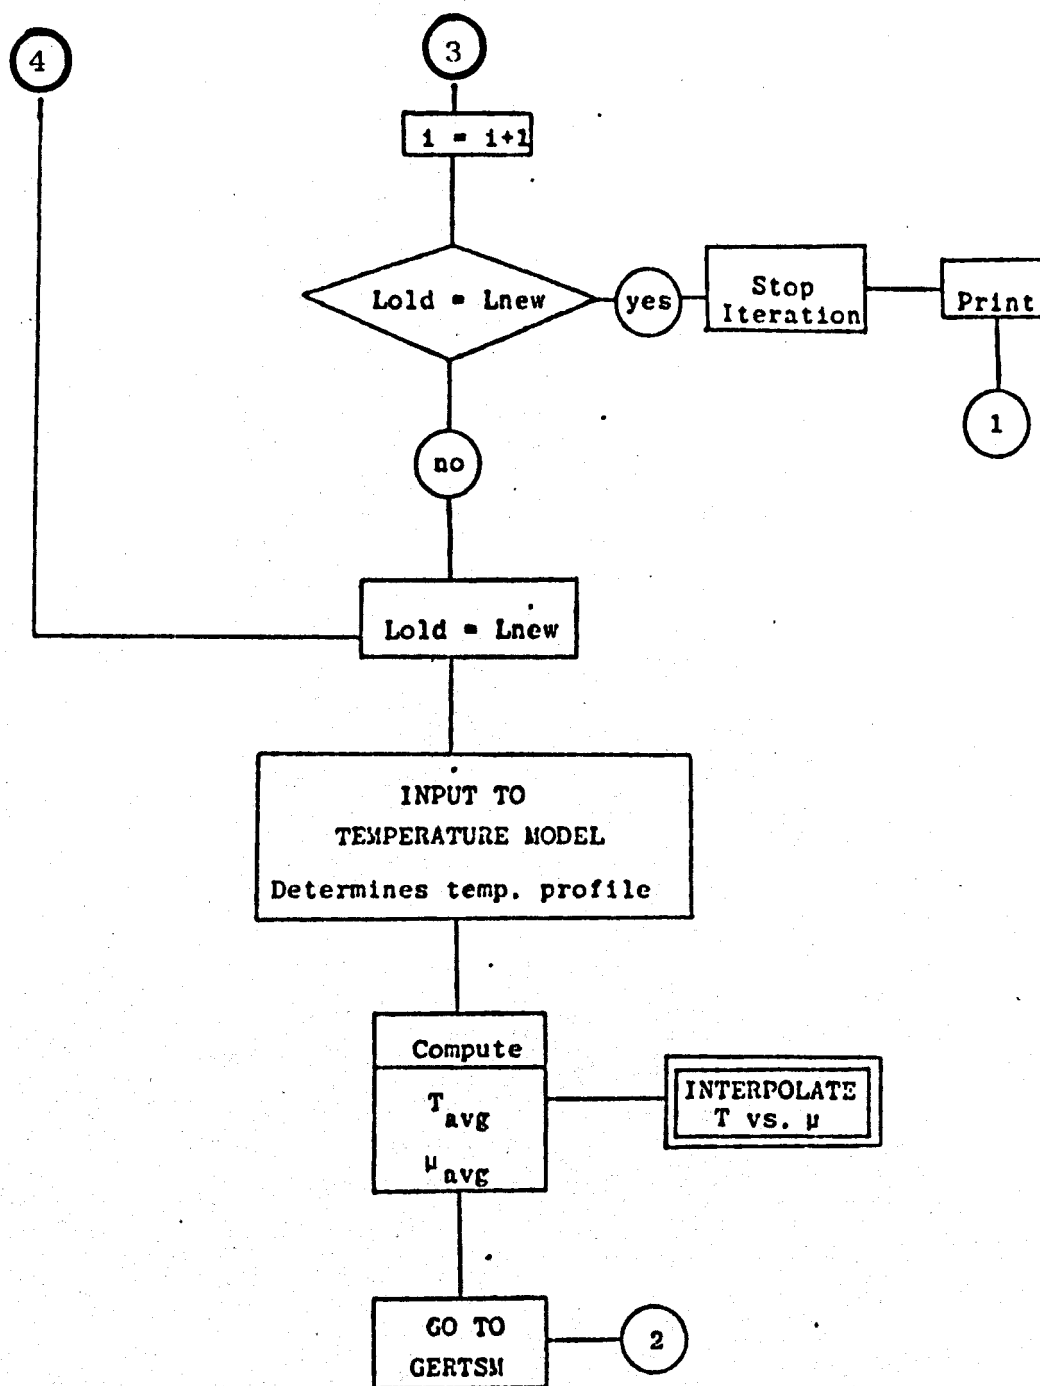 4
3
i = i+1
Lold = Lnew
yes
Stop
Iteration
Print
1
no
Lold = Lnew
INPUT TO
TEMPERATURE MODEL
Determines temp. profile
Compute
Tavg
μavg
INTERPOLATE
T vs. μ
GO TO
GERTSM
2